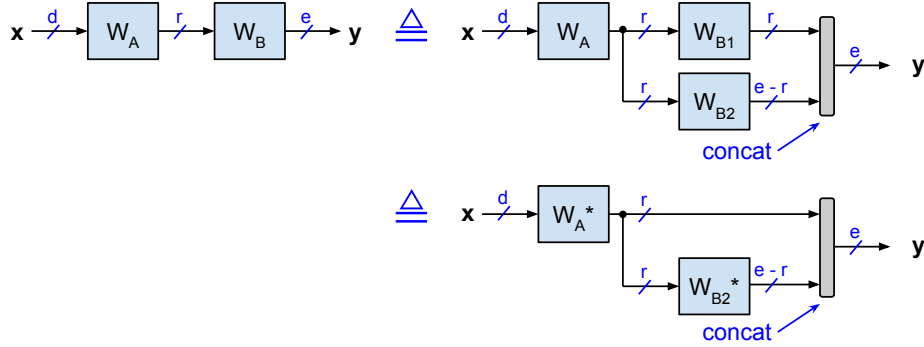 x d W_A r W_B e y ≜ x d W_A r W_B1 r
e y
r W_B2 e - r
concat
≜ x d W_A* r
e y
r W_B2* e - r
concat